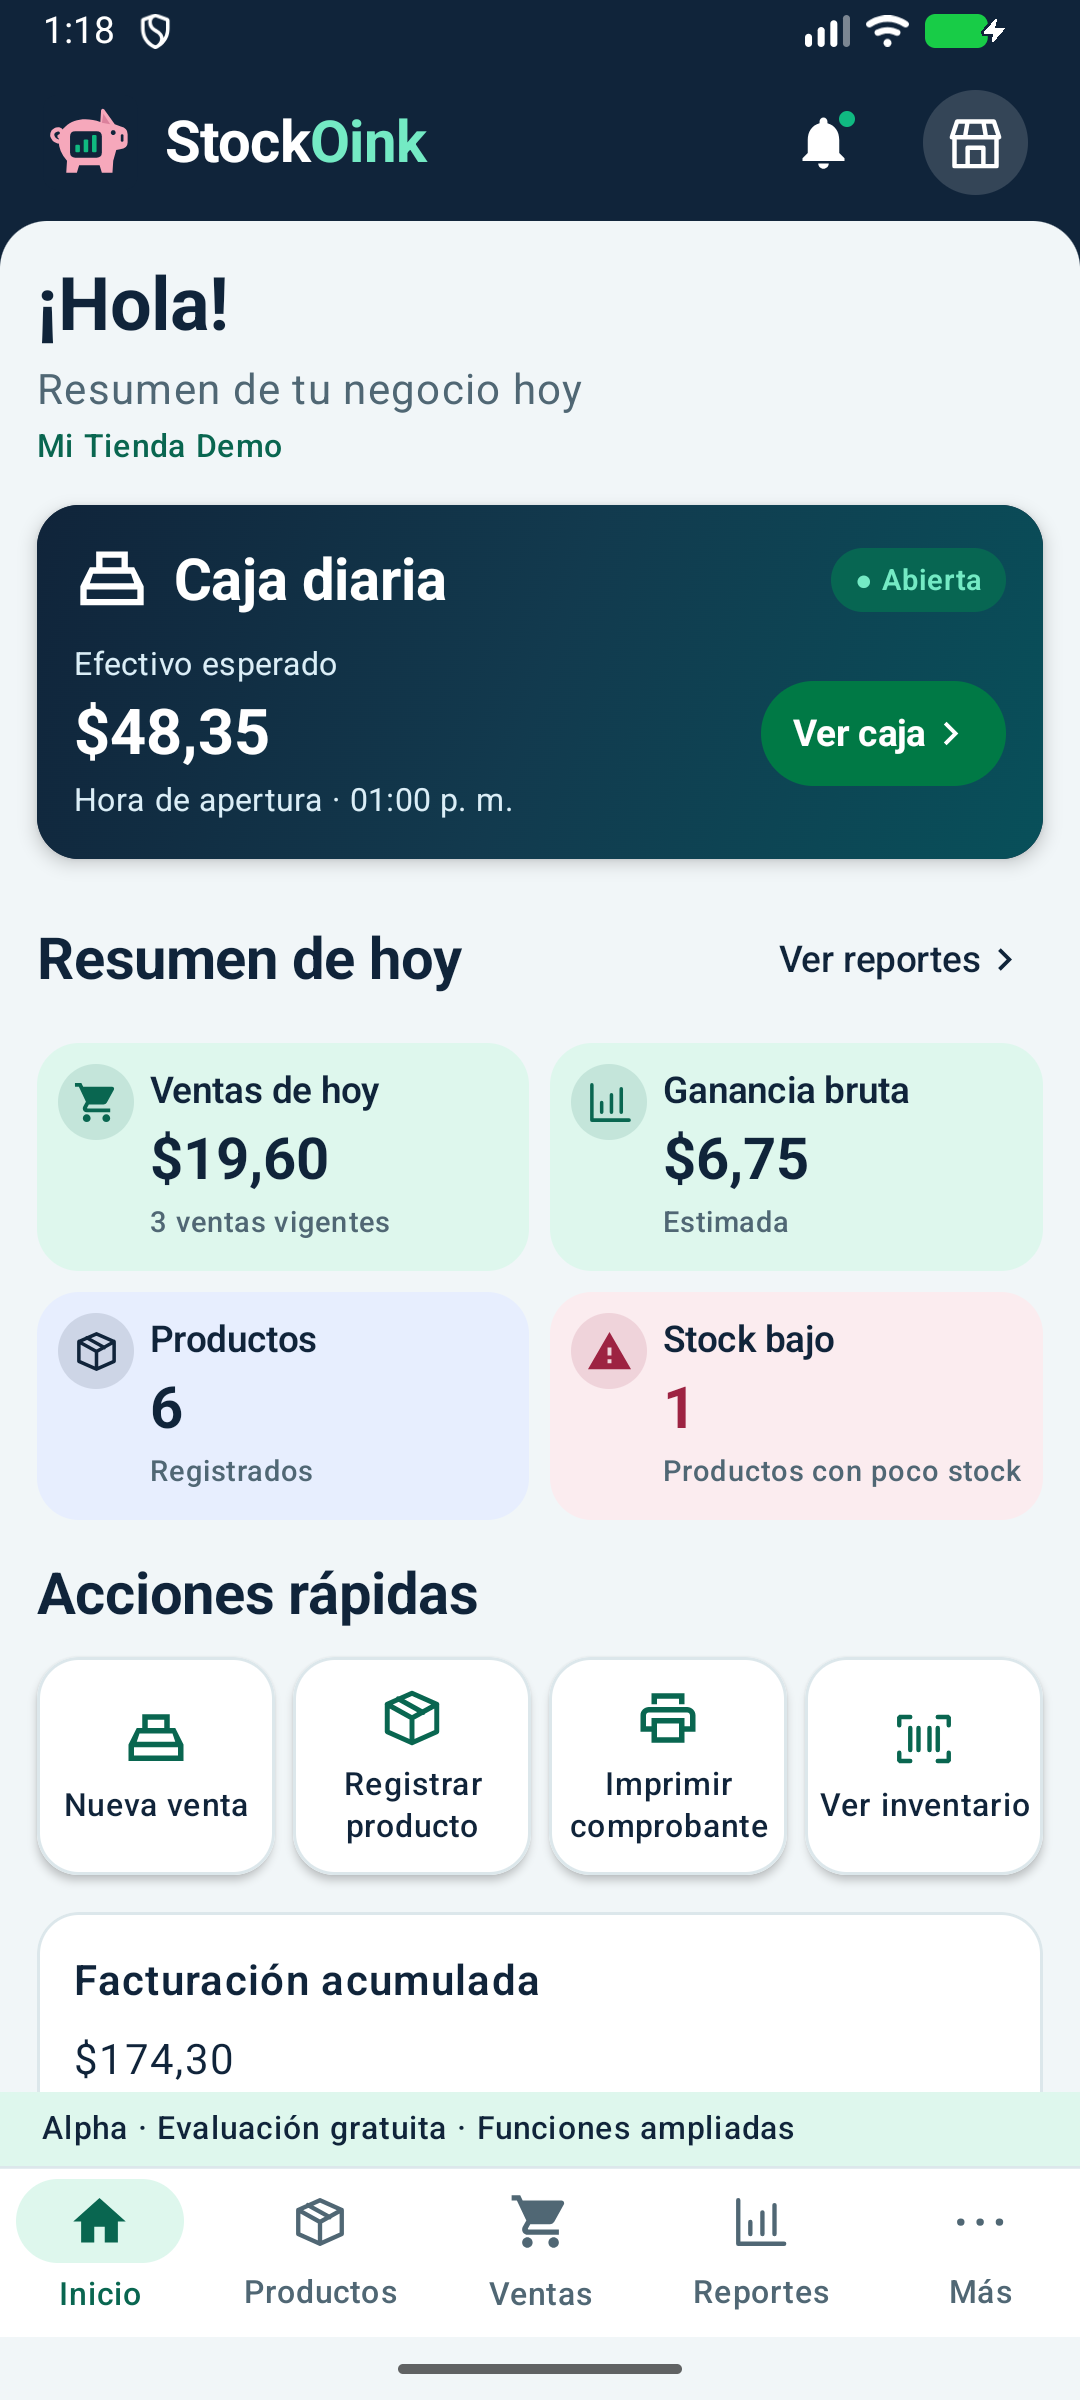 1:18
StockOink
¡Hola!
Resumen de tu negocio hoy
Mi Tienda Demo
Caja diaria
Abierta
Efectivo esperado
$48,35
Ver caja
Hora de apertura · 01:00 p. m.
Resumen de hoy
Ver reportes
Ventas de hoy
$19,60
3 ventas vigentes
Ganancia bruta
$6,75
Estimada
Productos
6
Registrados
Stock bajo
1
Productos con poco stock
Acciones rápidas
Nueva venta
Registrar
producto
Imprimir
comprobante
Ver inventario
Facturación acumulada
$174,30
Alpha · Evaluación gratuita · Funciones ampliadas
Inicio
Productos
Ventas
Reportes
Más